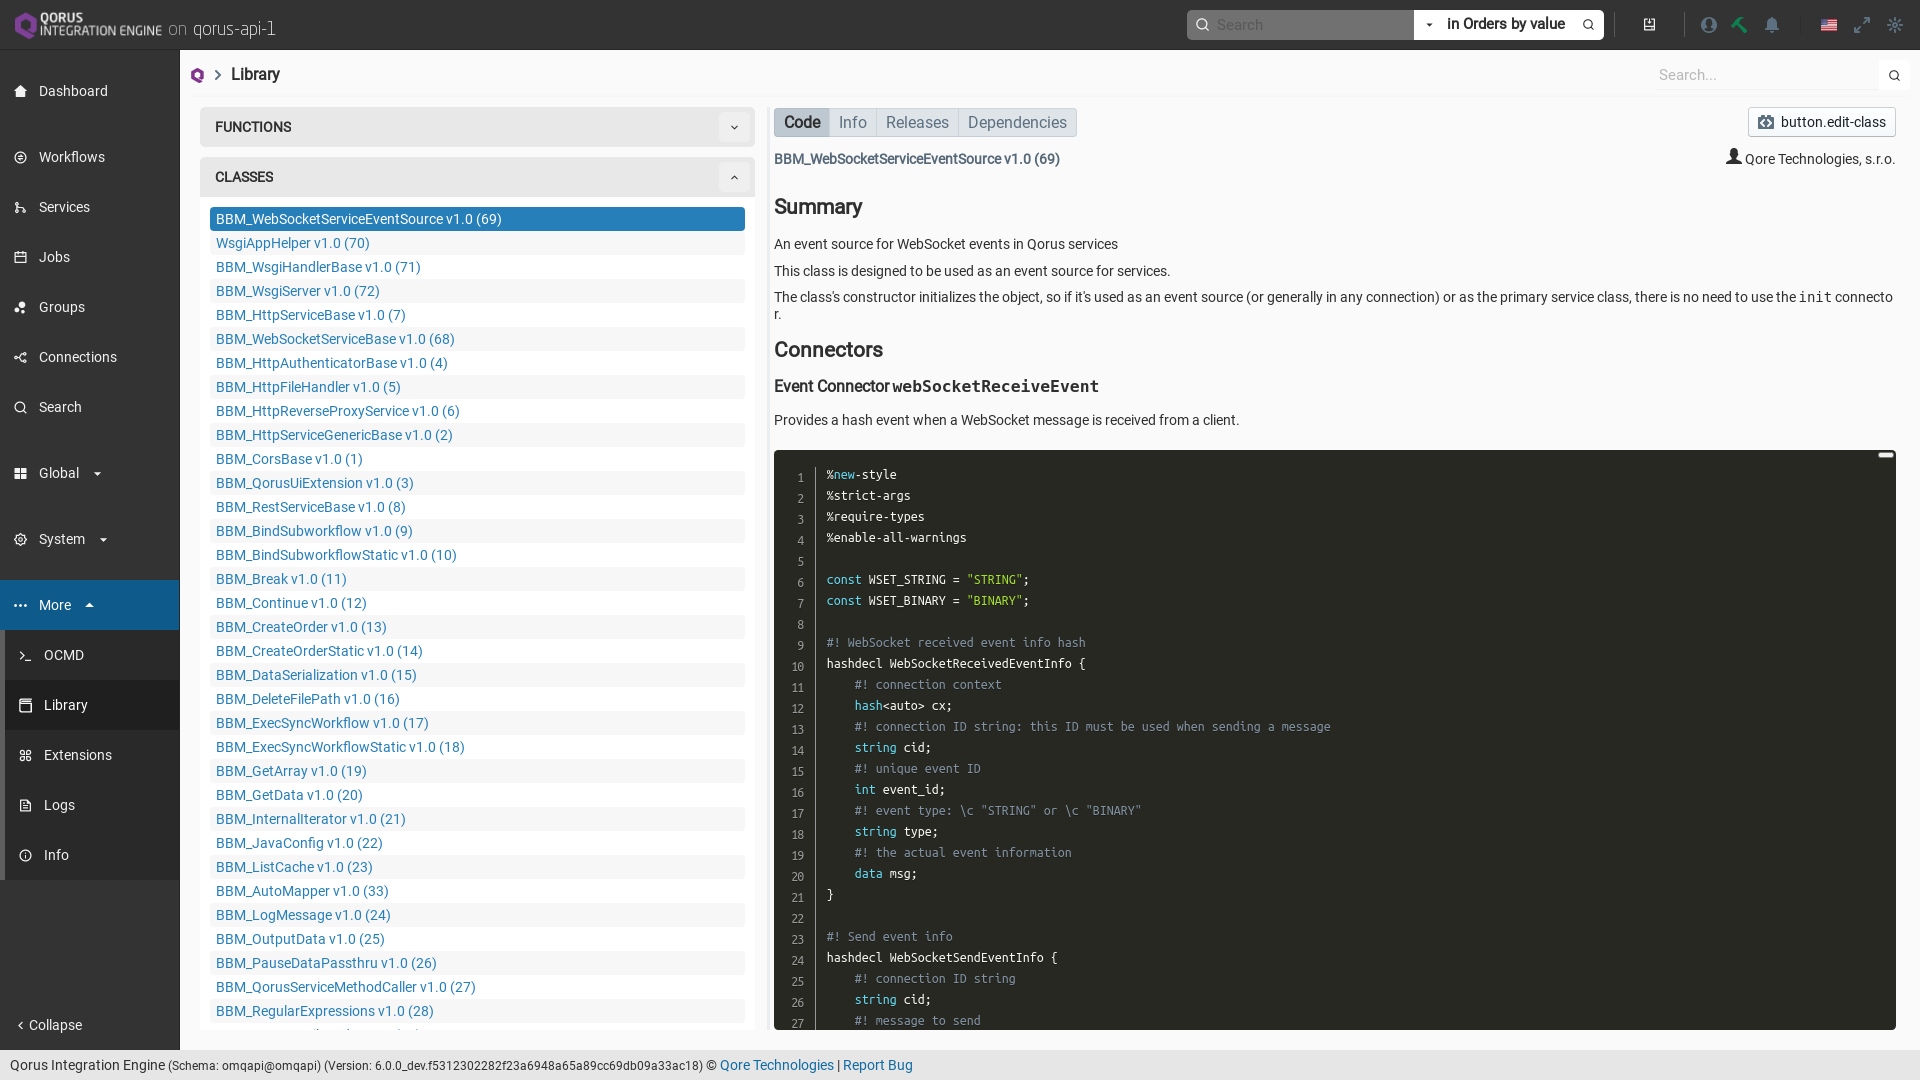 QORUS
INTEGRATION ENGINE on qorus-api-1
Search
in Orders by value
Dashboard
Workflows
Services
Jobs
Groups
Connections
Search
Global
System
More
OCMD
Library
Extensions
Logs
Info
Collapse
Library
Search...
FUNCTIONS
CLASSES
BBM_WebSocketServiceEventSource v1.0 (69)
WsgiAppHelper v1.0 (70)
BBM_WsgiHandlerBase v1.0 (71)
BBM_WsgiServer v1.0 (72)
BBM_HttpServiceBase v1.0 (7)
BBM_WebSocketServiceBase v1.0 (68)
BBM_HttpAuthenticatorBase v1.0 (4)
BBM_HttpFileHandler v1.0 (5)
BBM_HttpReverseProxyService v1.0 (6)
BBM_HttpServiceGenericBase v1.0 (2)
BBM_CorsBase v1.0 (1)
BBM_QorusUiExtension v1.0 (3)
BBM_RestServiceBase v1.0 (8)
BBM_BindSubworkflow v1.0 (9)
BBM_BindSubworkflowStatic v1.0 (10)
BBM_Break v1.0 (11)
BBM_Continue v1.0 (12)
BBM_CreateOrder v1.0 (13)
BBM_CreateOrderStatic v1.0 (14)
BBM_DataSerialization v1.0 (15)
BBM_DeleteFilePath v1.0 (16)
BBM_ExecSyncWorkflow v1.0 (17)
BBM_ExecSyncWorkflowStatic v1.0 (18)
BBM_GetArray v1.0 (19)
BBM_GetData v1.0 (20)
BBM_InternalIterator v1.0 (21)
BBM_JavaConfig v1.0 (22)
BBM_ListCache v1.0 (23)
BBM_AutoMapper v1.0 (33)
BBM_LogMessage v1.0 (24)
BBM_OutputData v1.0 (25)
BBM_PauseDataPassthru v1.0 (26)
BBM_QorusServiceMethodCaller v1.0 (27)
BBM_RegularExpressions v1.0 (28)
Code Info Releases Dependencies
button.edit-class
BBM_WebSocketServiceEventSource v1.0 (69)
Qore Technologies, s.r.o.
Summary
An event source for WebSocket events in Qorus services
This class is designed to be used as an event source for services.
The class's constructor initializes the object, so if it's used as an event source (or generally in any connection) or as the primary service class, there is no need to use the init connecto
r.
Connectors
Event Connector webSocketReceiveEvent
Provides a hash event when a WebSocket message is received from a client.
1 %new-style
2 %strict-args
3 %require-types
4 %enable-all-warnings
5
6 const WSET_STRING = "STRING";
7 const WSET_BINARY = "BINARY";
8
9 #! WebSocket received event info hash
10 hashdecl WebSocketReceivedEventInfo {
11 #! connection context
12 hash<auto> cx;
13 #! connection ID string: this ID must be used when sending a message
14 string cid;
15 #! unique event ID
16 int event_id;
17 #! event type: \c "STRING" or \c "BINARY"
18 string type;
19 #! the actual event information
20 data msg;
21 }
22
23 #! Send event info
24 hashdecl WebSocketSendEventInfo {
25 #! connection ID string
26 string cid;
27 #! message to send
Qorus Integration Engine (Schema: omqapi@omqapi) (Version: 6.0.0_dev.f5312302282f23a6948a65a89cc69db09a33ac18) © Qore Technologies | Report Bug